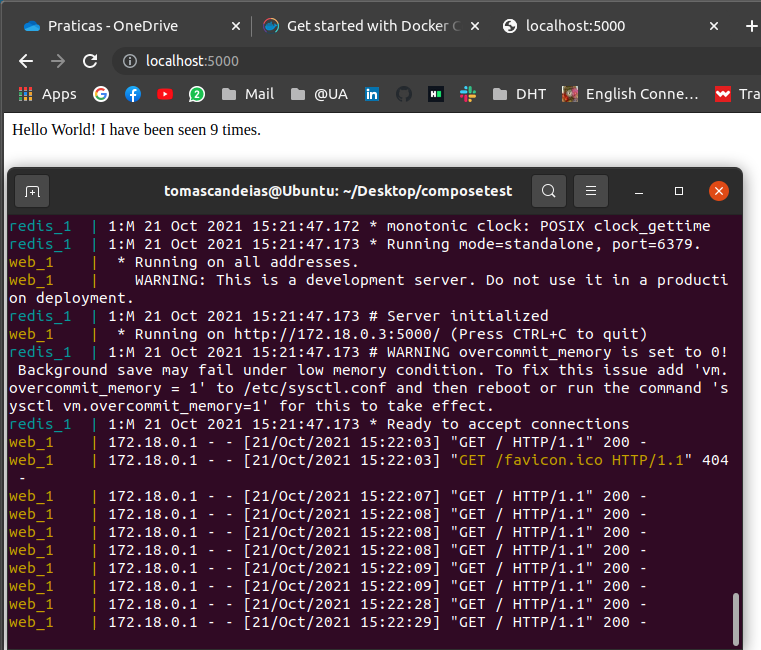 Praticas - OneDrive
Get started with Docker C
localhost:5000
localhost:5000
Apps
2
Mail
@UA
in
DHT
English Conne...
Tra
Hello World! I have been seen 9 times.
tomascandeias@Ubuntu: ~/Desktop/composetest
redis_1  | 1:M 21 Oct 2021 15:21:47.172 * monotonic clock: POSIX clock_gettime
redis_1  | 1:M 21 Oct 2021 15:21:47.173 * Running mode=standalone, port=6379.
web_1    |  * Running on all addresses.
web_1    |    WARNING: This is a development server. Do not use it in a producti
on deployment.
redis_1  | 1:M 21 Oct 2021 15:21:47.173 # Server initialized
web_1    |  * Running on http://172.18.0.3:5000/ (Press CTRL+C to quit)
redis_1  | 1:M 21 Oct 2021 15:21:47.173 # WARNING overcommit_memory is set to 0!
 Background save may fail under low memory condition. To fix this issue add 'vm.
overcommit_memory = 1' to /etc/sysctl.conf and then reboot or run the command 's
ysctl vm.overcommit_memory=1' for this to take effect.
redis_1  | 1:M 21 Oct 2021 15:21:47.173 * Ready to accept connections
web_1    | 172.18.0.1 - - [21/Oct/2021 15:22:03] "GET / HTTP/1.1" 200 -
web_1    | 172.18.0.1 - - [21/Oct/2021 15:22:03] "GET /favicon.ico HTTP/1.1" 404
 -
web_1    | 172.18.0.1 - - [21/Oct/2021 15:22:07] "GET / HTTP/1.1" 200 -
web_1    | 172.18.0.1 - - [21/Oct/2021 15:22:08] "GET / HTTP/1.1" 200 -
web_1    | 172.18.0.1 - - [21/Oct/2021 15:22:08] "GET / HTTP/1.1" 200 -
web_1    | 172.18.0.1 - - [21/Oct/2021 15:22:08] "GET / HTTP/1.1" 200 -
web_1    | 172.18.0.1 - - [21/Oct/2021 15:22:09] "GET / HTTP/1.1" 200 -
web_1    | 172.18.0.1 - - [21/Oct/2021 15:22:09] "GET / HTTP/1.1" 200 -
web_1    | 172.18.0.1 - - [21/Oct/2021 15:22:28] "GET / HTTP/1.1" 200 -
web_1    | 172.18.0.1 - - [21/Oct/2021 15:22:29] "GET / HTTP/1.1" 200 -